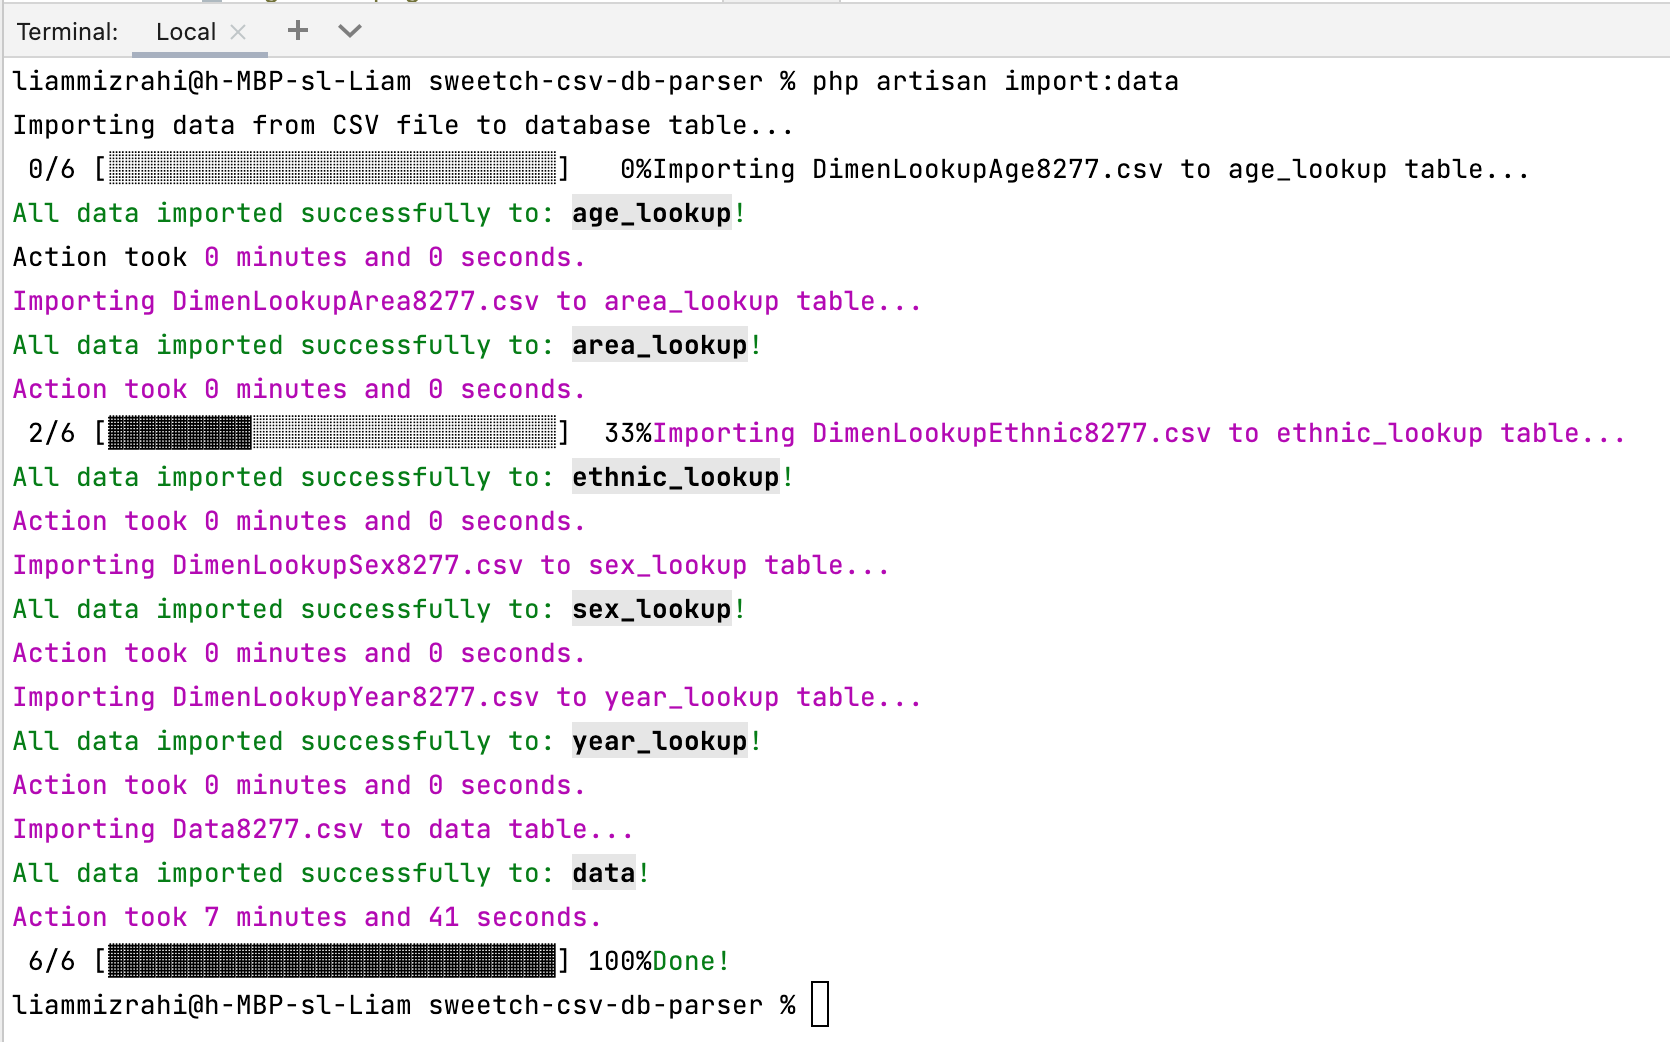 Terminal: Local × + ⌄
liammizrahi@h-MBP-sl-Liam sweetch-csv-db-parser % php artisan import:data
Importing data from CSV file to database table...
0/6 [░░░░░░░░░░░░░░░░░░░░░░░░░░░░]   0%Importing DimenLookupAge8277.csv to age_lookup table...
All data imported successfully to: age_lookup!
Action took 0 minutes and 0 seconds.
Importing DimenLookupArea8277.csv to area_lookup table...
All data imported successfully to: area_lookup!
Action took 0 minutes and 0 seconds.
2/6 [▓▓▓▓▓▓▓▓▓░░░░░░░░░░░░░░░░░░░]  33%Importing DimenLookupEthnic8277.csv to ethnic_lookup table...
All data imported successfully to: ethnic_lookup!
Action took 0 minutes and 0 seconds.
Importing DimenLookupSex8277.csv to sex_lookup table...
All data imported successfully to: sex_lookup!
Action took 0 minutes and 0 seconds.
Importing DimenLookupYear8277.csv to year_lookup table...
All data imported successfully to: year_lookup!
Action took 0 minutes and 0 seconds.
Importing Data8277.csv to data table...
All data imported successfully to: data!
Action took 7 minutes and 41 seconds.
6/6 [▓▓▓▓▓▓▓▓▓▓▓▓▓▓▓▓▓▓▓▓▓▓▓▓▓▓▓▓] 100%Done!
liammizrahi@h-MBP-sl-Liam sweetch-csv-db-parser %